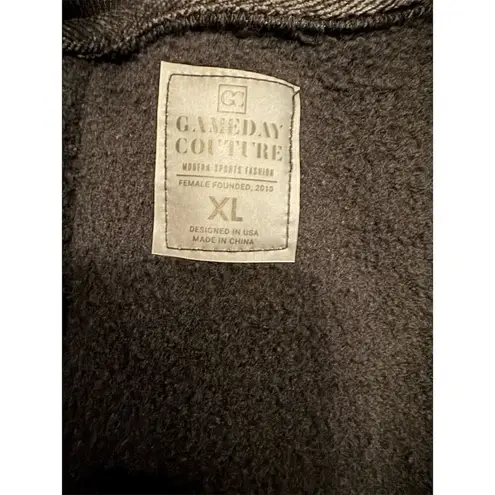 GC
GAMEDAY
COUTURE
MODERN SPORTS FASHION
FEMALE FOUNDED, 2010
XL
DESIGNED IN USA
MADE IN CHINA